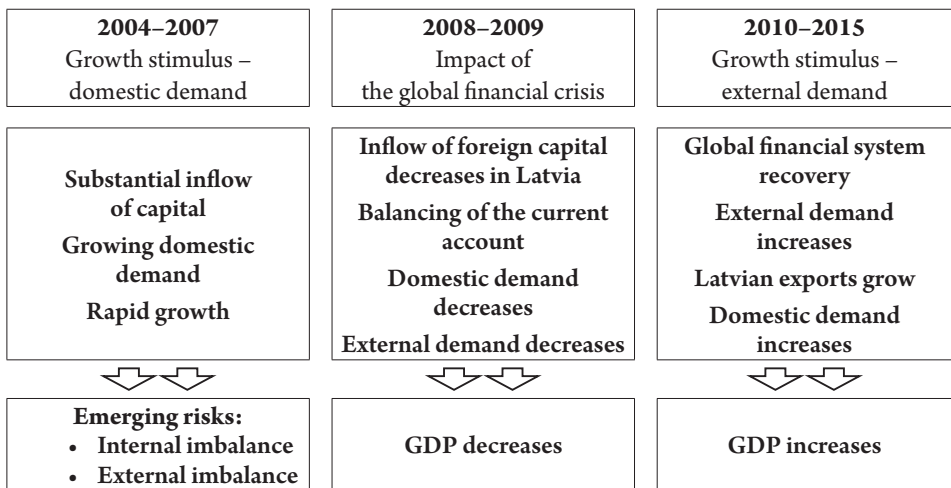 2004–2007
Growth stimulus –
domestic demand
2008–2009
Impact of
the global financial crisis
2010–2015
Growth stimulus –
external demand
Substantial inflow
of capital
Growing domestic
demand
Rapid growth
Inflow of foreign capital
decreases in Latvia
Balancing of the current
account
Domestic demand
decreases
External demand decreases
Global financial system
recovery
External demand
increases
Latvian exports grow
Domestic demand
increases
Emerging risks:
• Internal imbalance
• External imbalance
GDP decreases
GDP increases